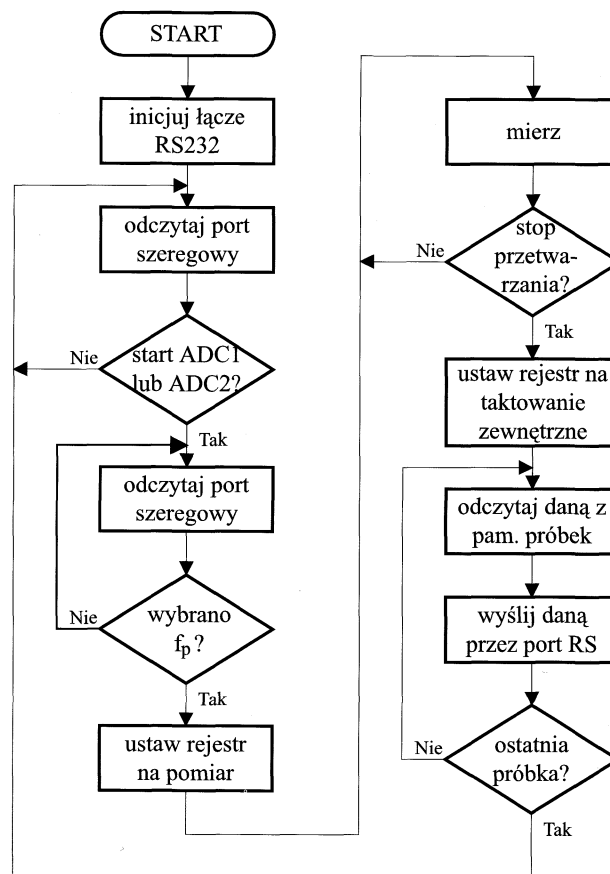 START
inicjuj łącze
RS232
odczytaj port
szeregowy
start ADC1
lub ADC2?
Nie
Tak
odczytaj port
szeregowy
wybrano
fp?
Nie
Tak
ustaw rejestr
na pomiar
mierz
stop
przetwa-
rzania?
Nie
Tak
ustaw rejestr na
taktowanie
zewnętrzne
odczytaj daną z
pam. próbek
wyślij daną
przez port RS
ostatnia
próbka?
Nie
Tak